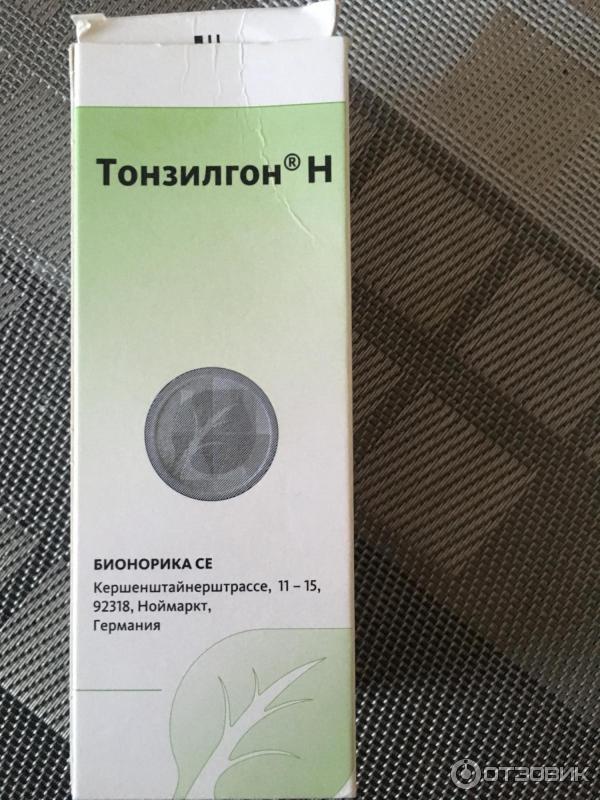 Тонзилгон® Н
БИОНОРИКА СЕ
Кершенштайнерштрассе, 11 – 15,
92318, Ноймаркт,
Германия
ОТЗОВИК